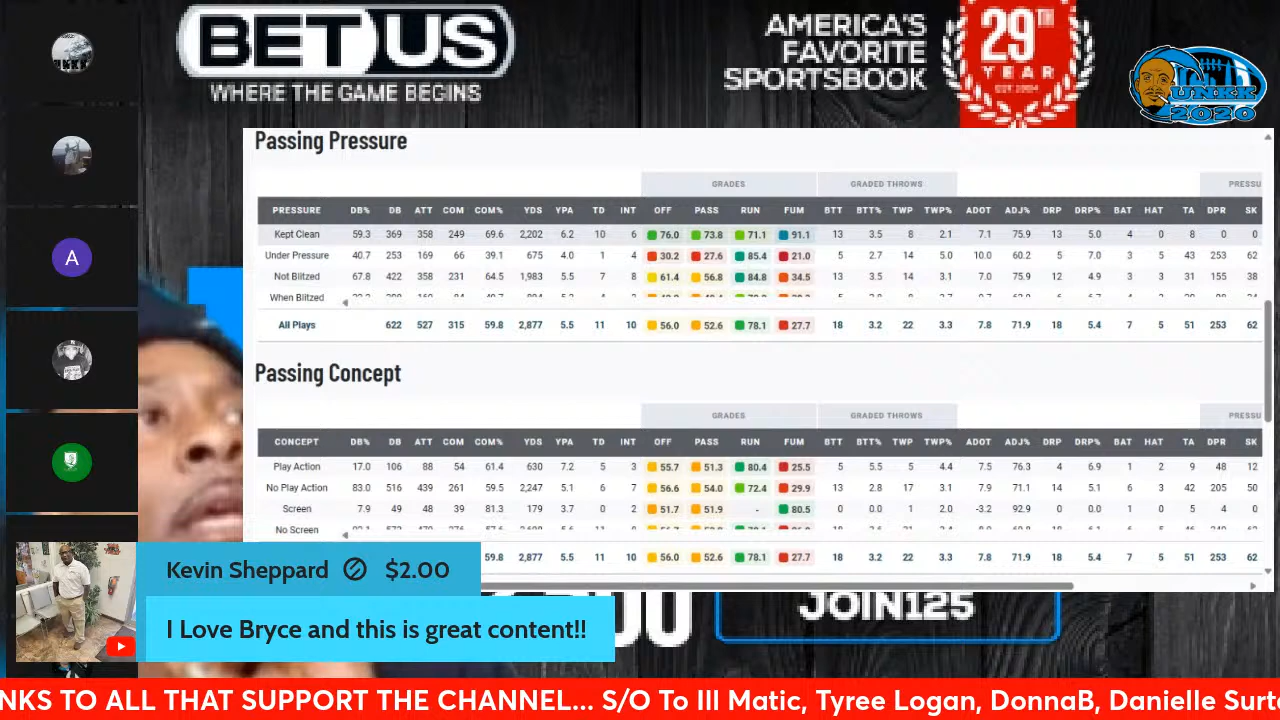 BET US
WHERE THE GAME BEGINS
AMERICA'S
FAVORITE
SPORTSBOOK
29TH
YEAR
UNKK
2020
Passing Pressure
GRADES GRADED THROWS PRESSU
PRESSURE DB% DB ATT COM COM% YDS YPA TD INT OFF PASS RUN FUM BTT BTT% TWP TWP% ADOT ADJ% DRP DRP% BAT HAT TA DPR SK
Kept Clean 59.3 369 358 249 69.6 2,202 6.2 10 6 76.0 73.8 71.1 91.1 13 3.5 8 2.1 7.1 75.9 13 5.0 4 0 8 0 0
Under Pressure 40.7 253 169 66 39.1 675 4.0 1 4 30.2 27.6 85.4 21.0 5 2.7 14 5.0 10.0 60.2 5 7.0 3 5 43 253 62
Not Blitzed 67.8 422 358 231 64.5 1,983 5.5 7 8 61.4 56.8 84.8 34.5 13 3.5 14 3.1 7.0 75.9 12 4.9 3 3 31 155 38
When Blitzed
All Plays 622 527 315 59.8 2,877 5.5 11 10 56.0 52.6 78.1 27.7 18 3.2 22 3.3 7.8 71.9 18 5.4 7 5 51 253 62
Passing Concept
GRADES GRADED THROWS PRESSU
CONCEPT DB% DB ATT COM COM% YDS YPA TD INT OFF PASS RUN FUM BTT BTT% TWP TWP% ADOT ADJ% DRP DRP% BAT HAT TA DPR SK
Play Action 17.0 106 88 54 61.4 630 7.2 5 3 55.7 51.3 80.4 25.5 5 5.5 5 4.4 7.5 76.3 4 6.9 1 2 9 48 12
No Play Action 83.0 516 439 261 59.5 2,247 5.1 6 7 56.6 54.0 72.4 29.9 13 2.8 17 3.1 7.9 71.1 14 5.1 6 3 42 205 50
Screen 7.9 49 48 39 81.3 179 3.7 0 2 51.7 51.9 - 80.5 0 0.0 1 2.0 -3.2 92.9 0 0.0 1 0 5 4 0
No Screen
59.8 2,877 5.5 11 10 56.0 52.6 78.1 27.7 18 3.2 22 3.3 7.8 71.9 18 5.4 7 5 51 253 62
A
Kevin Sheppard $2.00
I Love Bryce and this is great content!!
JOIN125
NKS TO ALL THAT SUPPORT THE CHANNEL... S/O To Ill Matic, Tyree Logan, DonnaB, Danielle Surt